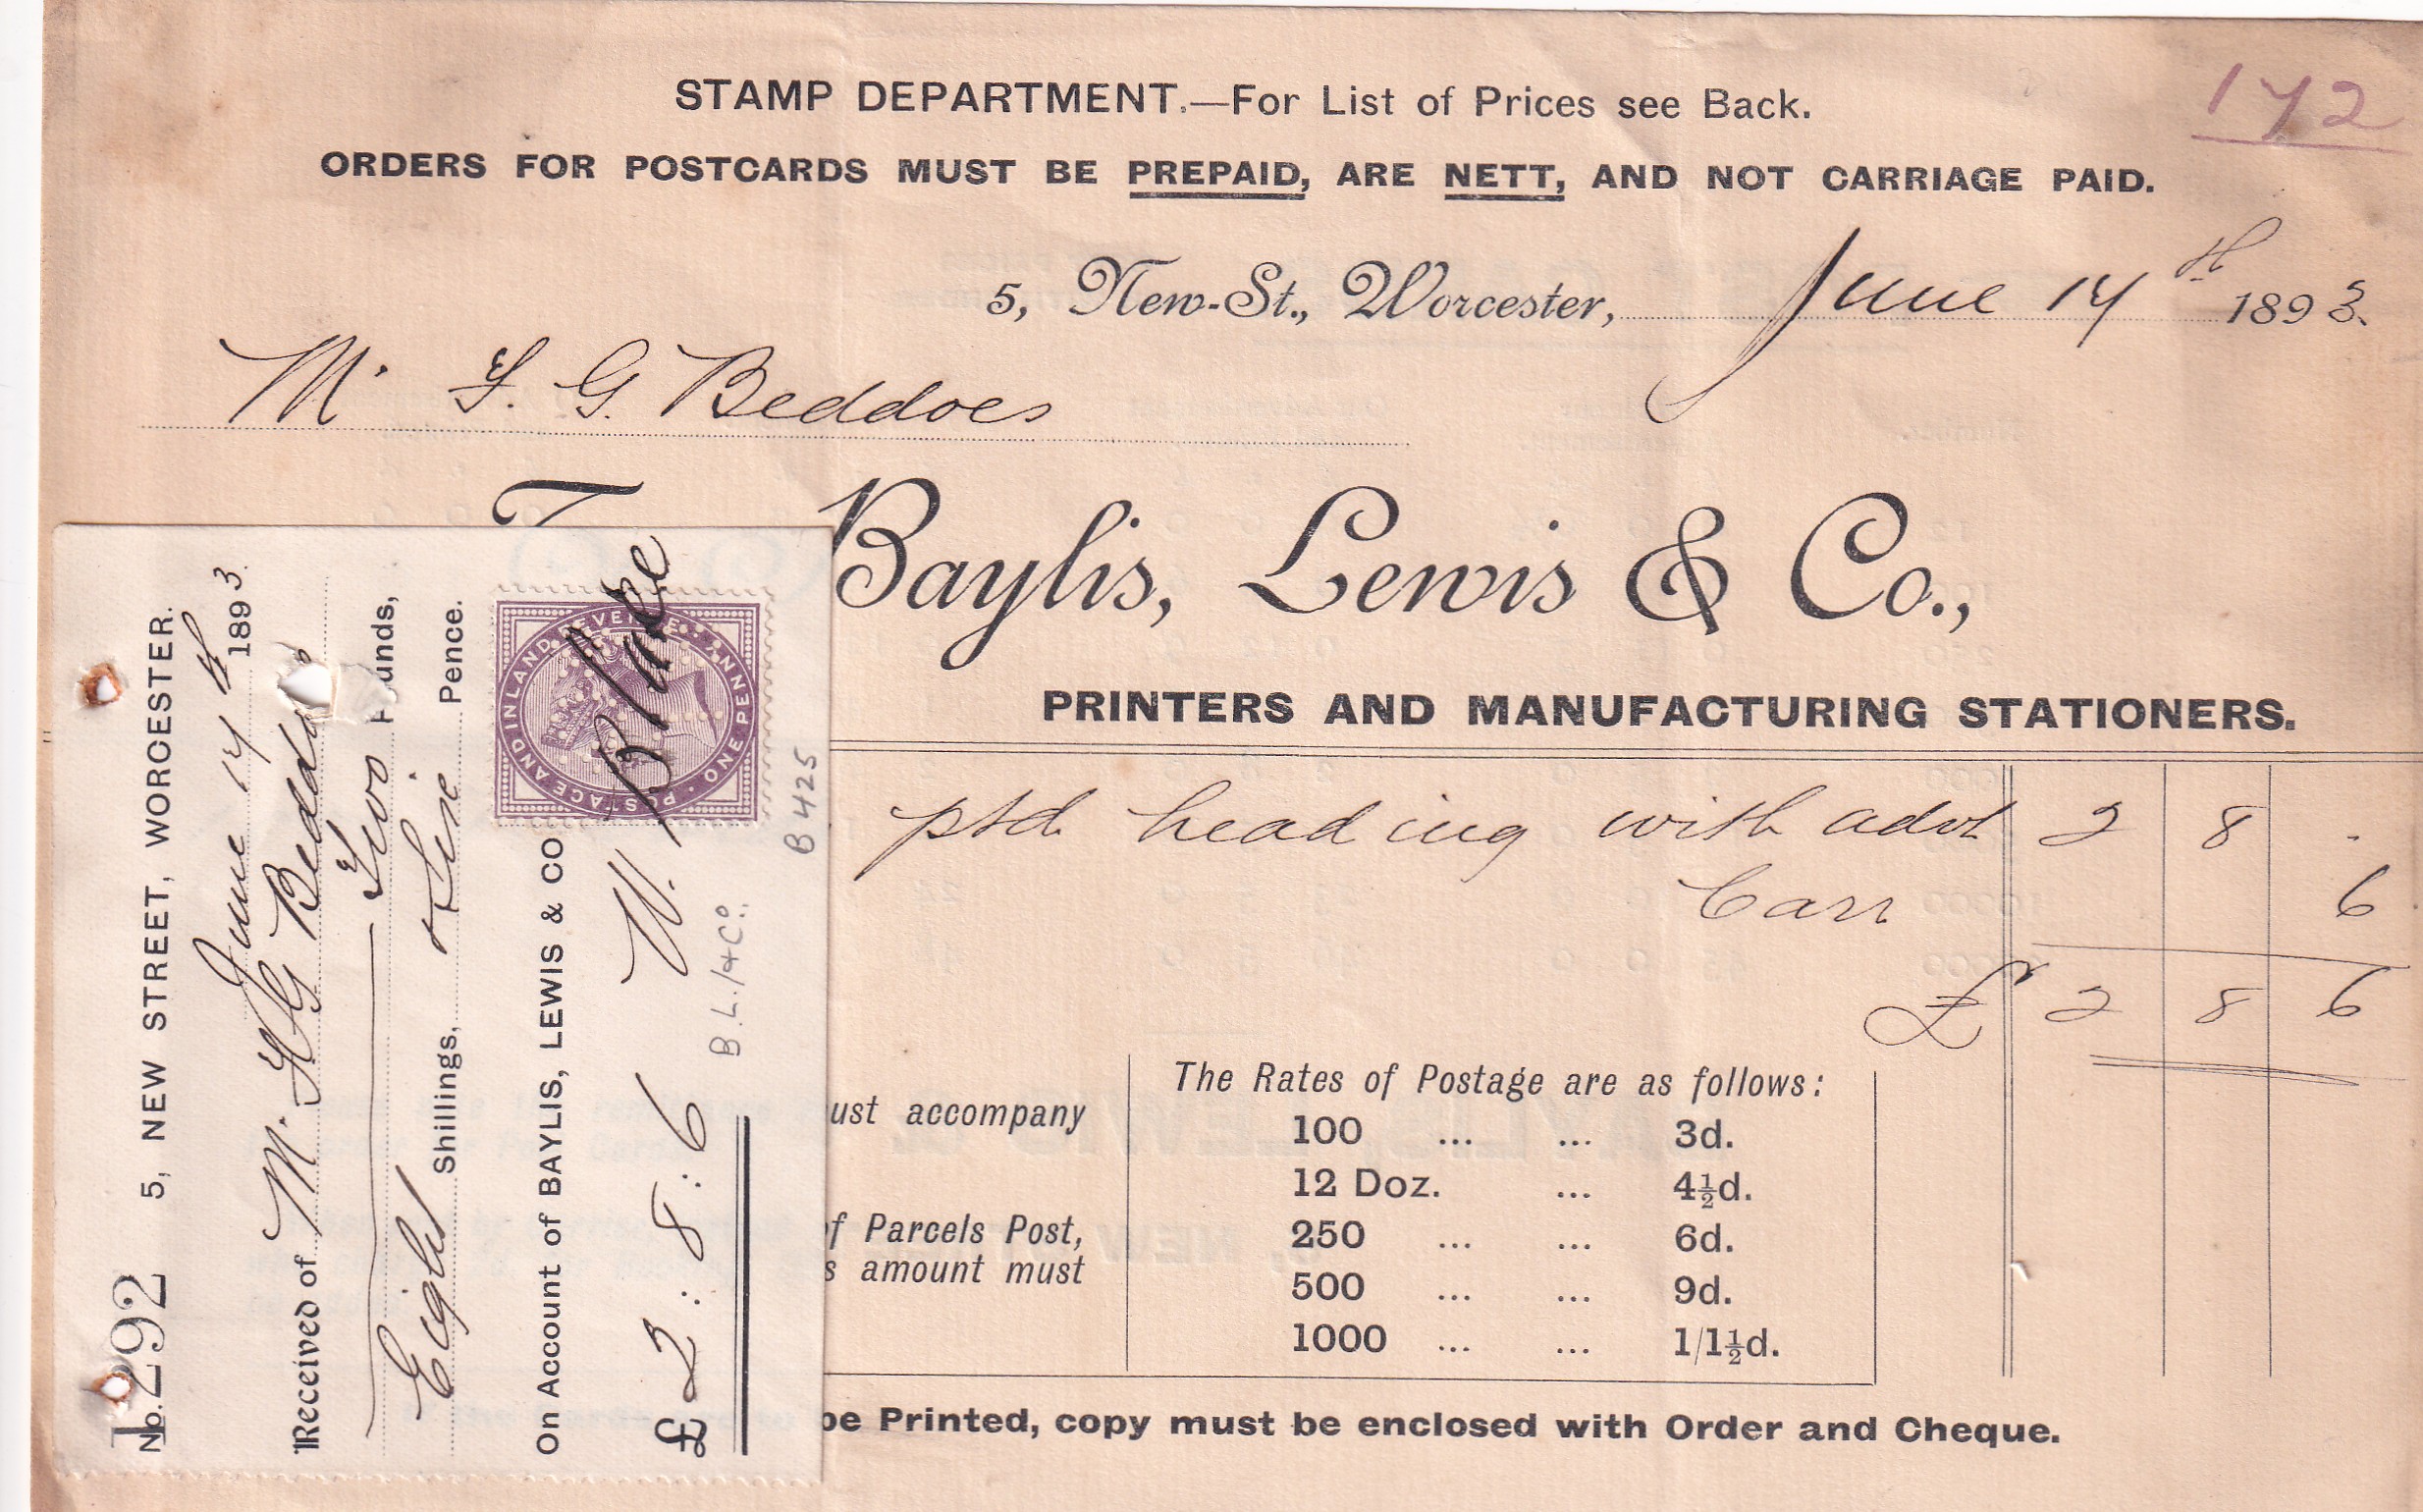 STAMP DEPARTMENT.—For List of Prices see Back.
172
ORDERS FOR POSTCARDS MUST BE PREPAID, ARE NETT, AND NOT CARRIAGE PAID.
5, New-St., Worcester, June 14th 1893.
Mr. F. G. Beddoes
Baylis, Lewis & Co.,
PRINTERS AND MANUFACTURING STATIONERS.
ptd heading with advt 2 8 .
Carr 6
£ 2 8 6
The Rates of Postage are as follows:
100 ... ... 3d.
12 Doz. ... 4½d.
250 ... ... 6d.
500 ... ... 9d.
1000 ... ... 1/1½d.
ust accompany
f Parcels Post,
s amount must
be Printed, copy must be enclosed with Order and Cheque.
No. 1292 5, NEW STREET, WORCESTER.
June 14th 1893.
Received of Mr. F G Beddoes
Two Pounds,
Eight Shillings, & Sixe Pence.
On Account of BAYLIS, LEWIS & CO
£2:8:6 W. Blake
B.L.&Co. B425
POSTAGE AND INLAND REVENUE
ONE PENNY